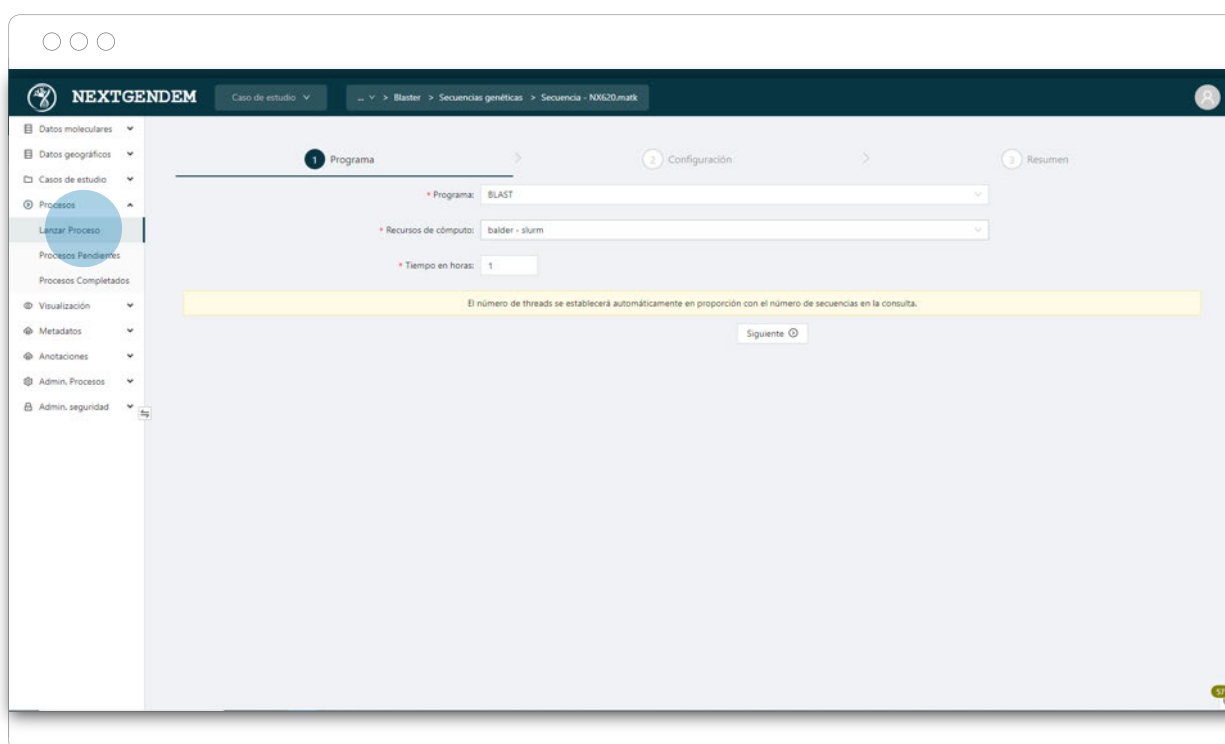 NEXTGENDEM
Caso de estudio
... > Blaster > Secuencias genéticas > Secuencia - NX620.matk
Datos moleculares
Datos geográficos
Casos de estudio
Procesos
Lanzar Proceso
Procesos Pendientes
Procesos Completados
Visualización
Metadatos
Anotaciones
Admin. Procesos
Admin. seguridad
1 Programa > 2 Configuración > 3 Resumen
* Programa: BLAST
* Recursos de cómputo: balder - slurm
* Tiempo en horas: 1
El número de threads se establecerá automáticamente en proporción con el número de secuencias en la consulta.
Siguiente